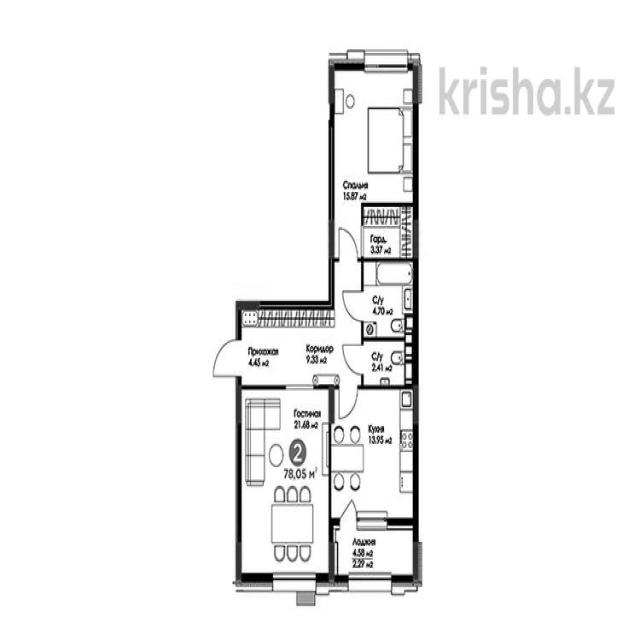 krisha.kz
Спальня
15.87 м2
Гард.
3.37 м2
С/у
4.70 м2
Прихожая
4.45 м2
Коридор
9.33 м2
С/у
2.41 м2
Гостиная
21.68 м2
Кухня
13.95 м2
2
78,05 м²
Лоджия
4.58 м2
2.29 м2